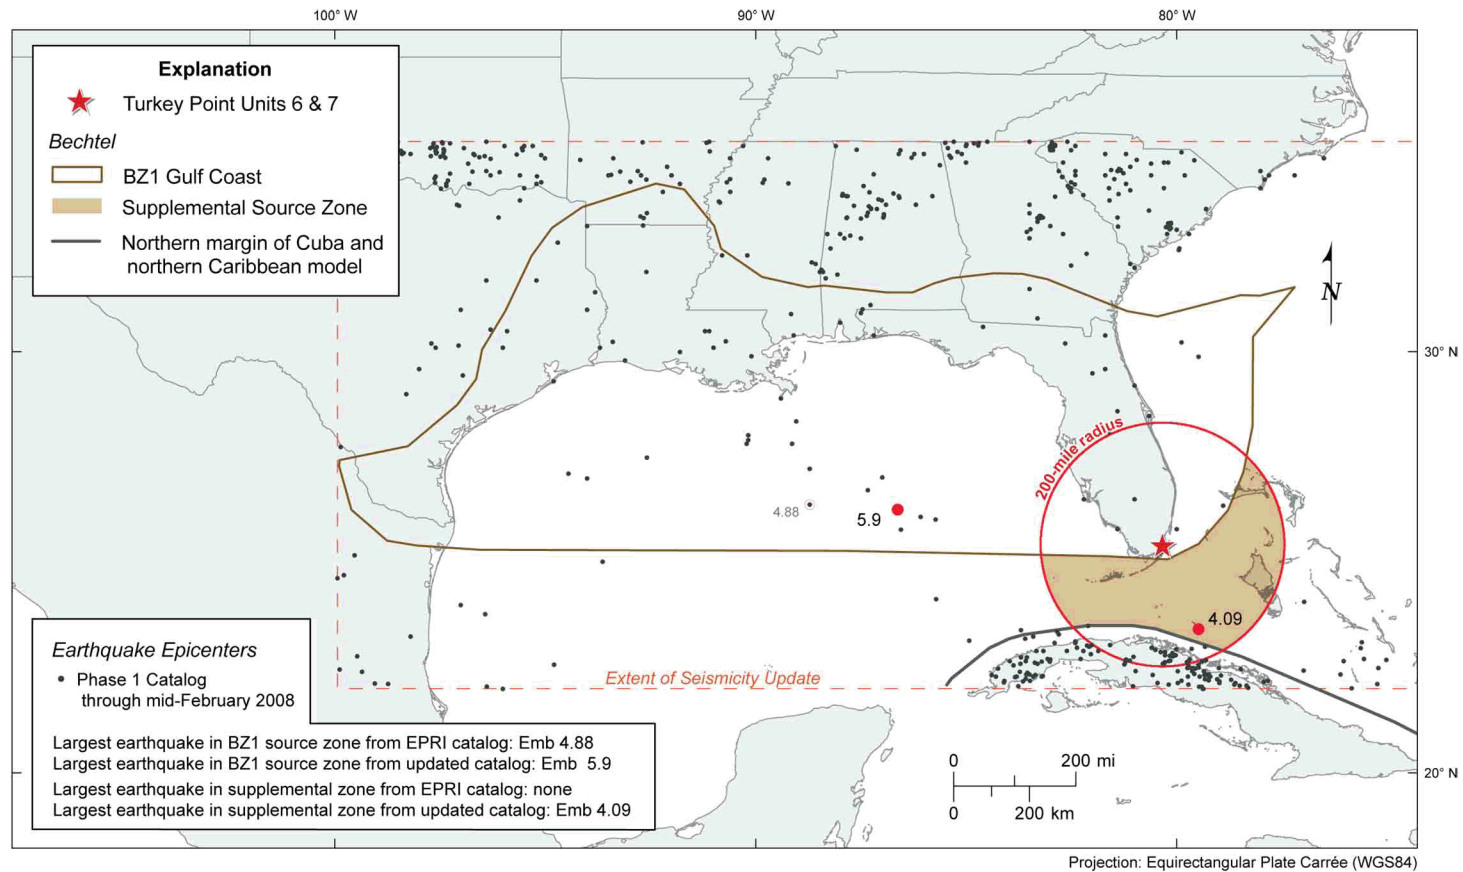 100° W
90° W
80° W
Explanation
Turkey Point Units 6 & 7
Bechtel
BZ1 Gulf Coast
Supplemental Source Zone
Northern margin of Cuba and
northern Caribbean model
N
30° N
200-mile radius
4.88
5.9
4.09
Earthquake Epicenters
Phase 1 Catalog
through mid-February 2008
Extent of Seismicity Update
Largest earthquake in BZ1 source zone from EPRI catalog: Emb 4.88
Largest earthquake in BZ1 source zone from updated catalog: Emb 5.9
Largest earthquake in supplemental zone from EPRI catalog: none
Largest earthquake in supplemental zone from updated catalog: Emb 4.09
0 200 mi
0 200 km
20° N
Projection: Equirectangular Plate Carrée (WGS84)